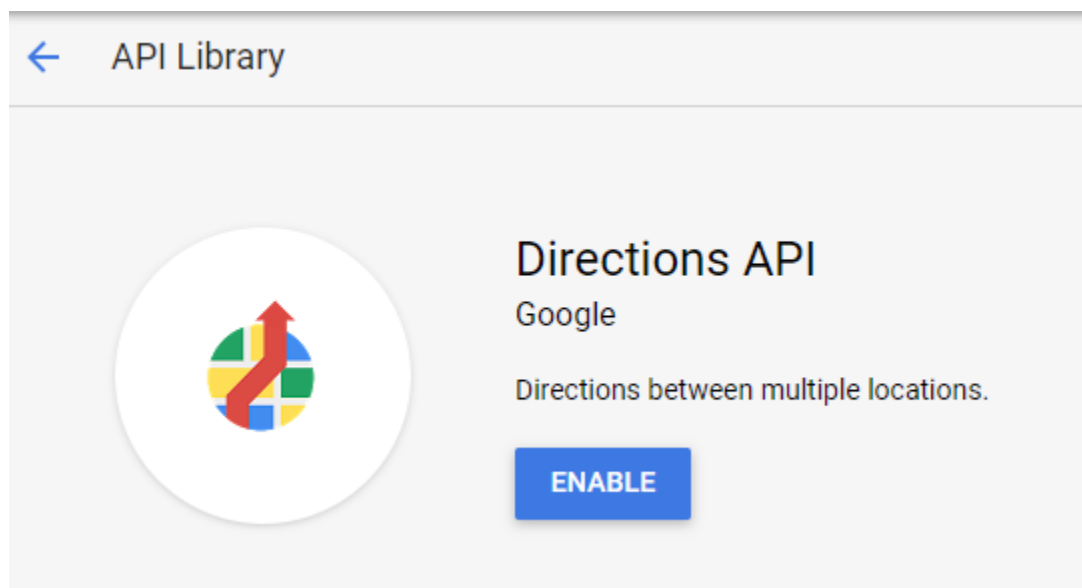 API Library
Directions API
Google
Directions between multiple locations.
ENABLE